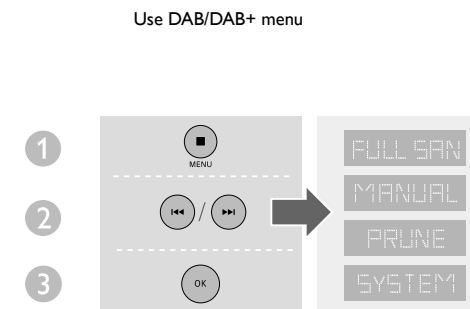 Use DAB/DAB+ menu
1
MENU
FULL SAN
2
/
MANUAL
PRUNE
3
OK
SYSTEM